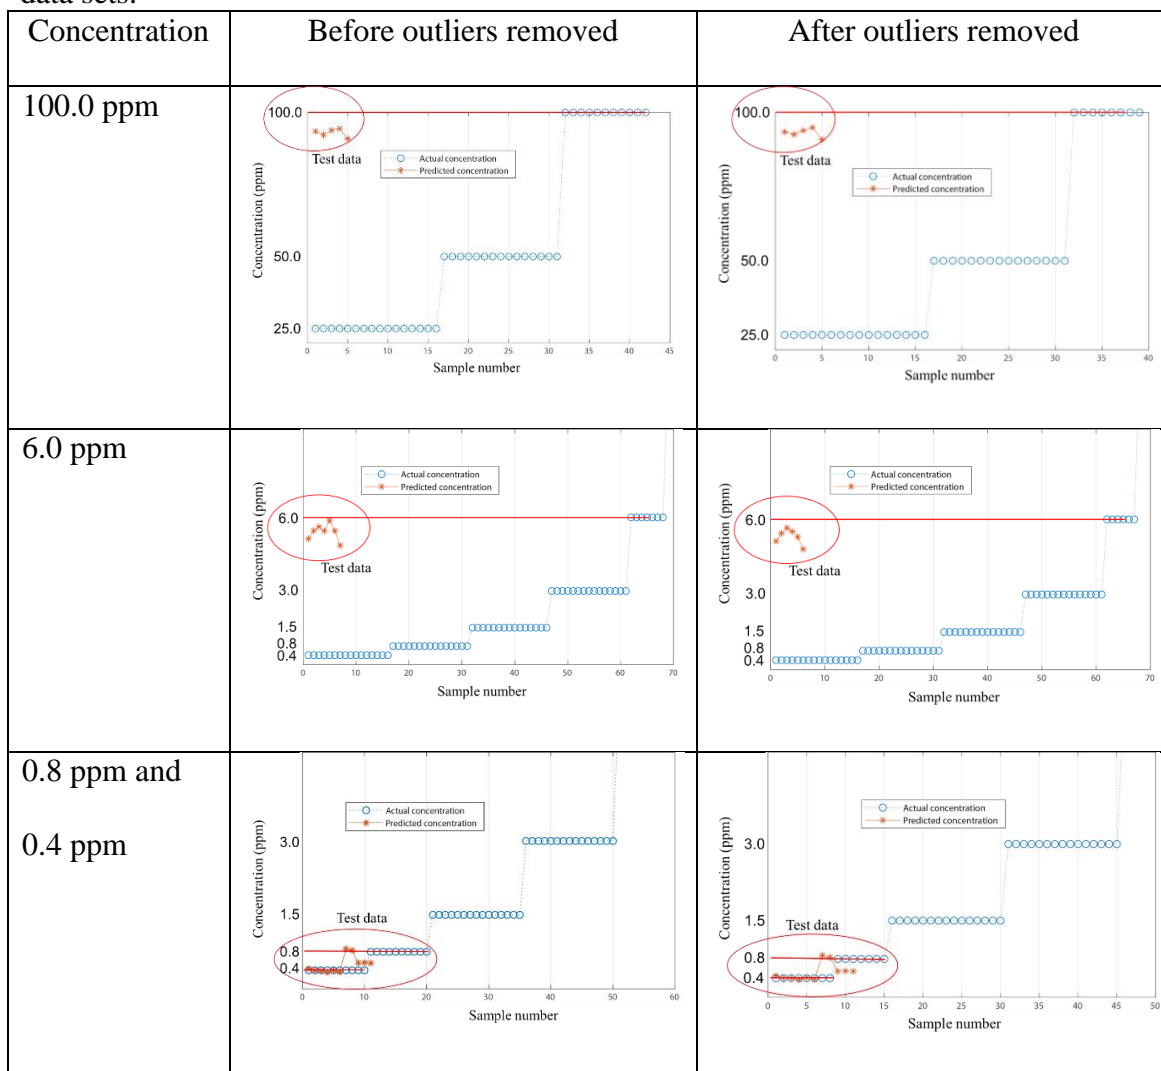 data sets.
Concentration
Before outliers removed
After outliers removed
100.0 ppm
100.0
50.0
25.0
Concentration (ppm)
Test data
Actual concentration
Predicted concentration
0 5 10 15 20 25 30 35 40 45
Sample number
100.0
50.0
25.0
Concentration (ppm)
Test data
Actual concentration
Predicted concentration
0 5 10 15 20 25 30 35 40
Sample number
6.0 ppm
6.0
3.0
1.5
0.8
0.4
Concentration (ppm)
Actual concentration
Predicted concentration
Test data
0 10 20 30 40 50 60 70
Sample number
6.0
3.0
1.5
0.8
0.4
Concentration (ppm)
Actual concentration
Predicted concentration
Test data
0 10 20 30 40 50 60 70
Sample number
0.8 ppm and
0.4 ppm
3.0
1.5
0.8
0.4
Concentration (ppm)
Actual concentration
Predicted concentration
Test data
0 10 20 30 40 50 60
Sample number
3.0
1.5
0.8
0.4
Concentration (ppm)
Actual concentration
Predicted concentration
Test data
0 5 10 15 20 25 30 35 40 45 50
Sample number